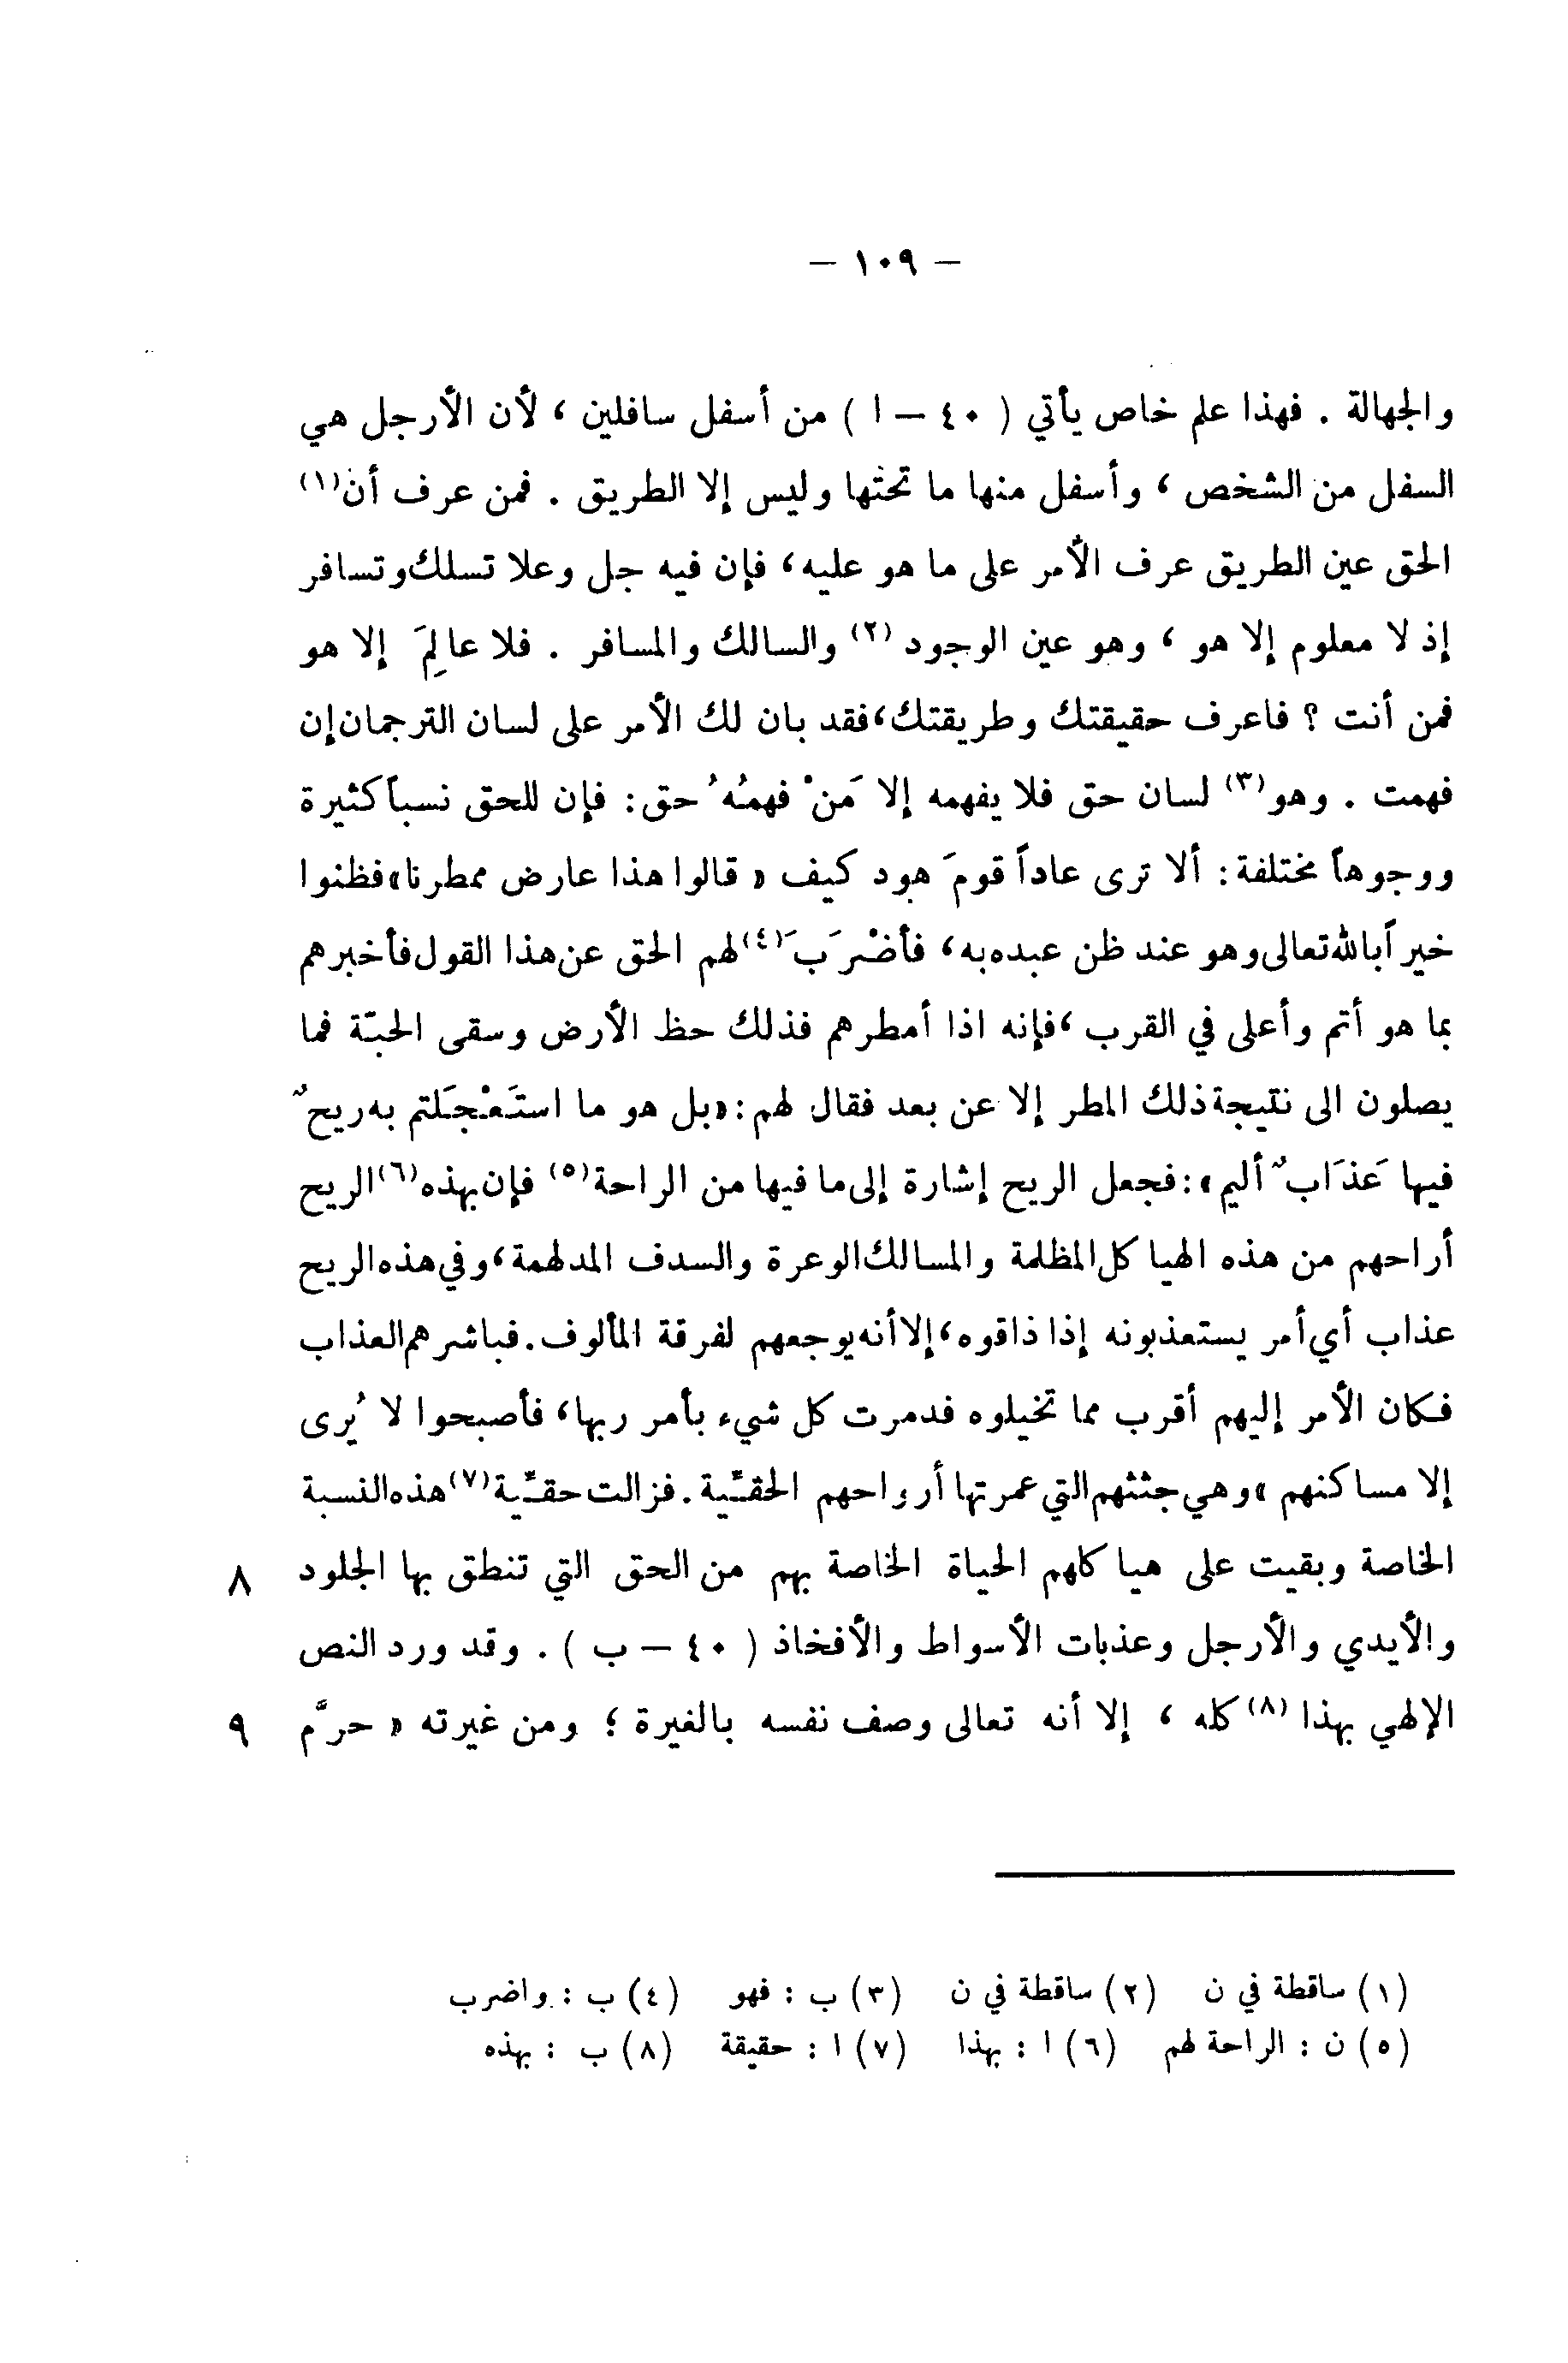 — ١٠٩ —
والجهالة . فهذا علم خاص يأتي ( ٤٠ — ا ) من أسفل سافلين ، لأن الأرجل هي
السفل من الشخص ، وأسفل منها ما تحتها وليس إلا الطريق . فمن عرف أن(١)
الحق عين الطريق عرف الأمر على ما هو عليه، فإن فيه جل وعلا تسلك وتسافر
إذ لا معلوم إلا هو ، وهو عين الوجود (٢) والسالك والمسافر . فلا عالِمَ إلا هو
فمن أنت ؟ فاعرف حقيقتك وطريقتك،فقد بان لك الأمر على لسان الترجمان إن
فهمت . وهو(٣) لسان حق فلا يفهمه إلا مَنْ فهمُهُ حق: فإن للحق نسباً كثيرة
ووجوهاً مختلفة: ألا ترى عاداً قومَ هود كيف « قالوا هذا عارض ممطرنا»فظنوا
خيراً بالله تعالى وهو عند ظن عبده به، فأضْرَبَ(٤) لهم الحق عن هذا القول فأخبرهم
بما هو أتم وأعلى في القرب ،فإنه اذا أمطرهم فذلك حظ الأرض وسقى الحبّة فما
يصلون الى نتيجة ذلك المطر إلا عن بعد فقال لهم:«بل هو ما استَعْجَلتم به ريحٌ
فيها عَذَابٌ أليم»:فجعل الريح إشارة إلى ما فيها من الراحة(٥) فإن بهذه(٦) الريح
أراحهم من هذه الهياكل المظلمة والمسالك الوعرة والسدف المدلهمة،وفي هذه الريح
عذاب أي أمر يستعذبونه إذا ذاقوه،إلا أنه يوجعهم لفرقة المألوف.فباشرهم العذاب
فكان الأمر إليهم أقرب مما تخيلوه فدمرت كل شيء بأمر ربها، فأصبحوا لا يُرى
إلا مساكنهم »وهي جثثهم التي عمرتها أرواحهم الحقيَّة.فزالت حقيَّة(٧) هذه النسبة
الخاصة وبقيت على هياكلهم الحياة الخاصة بهم من الحق التي تنطق بها الجلود ٨
والأيدي والأرجل وعذبات الأسواط والأفخاذ ( ٤٠ — ب ) . وقد ورد النص
الإلهي بهذا (٨) كله ، إلا أنه تعالى وصف نفسه بالغيرة ؛ ومن غيرته « حرَّم ٩
(١) ساقطة في ن (٢) ساقطة في ن (٣) ب : فهو (٤) ب : واضرب
(٥) ن : الراحة لهم (٦) ا : بهذا (٧) ا : حقيقة (٨) ب : بهذه